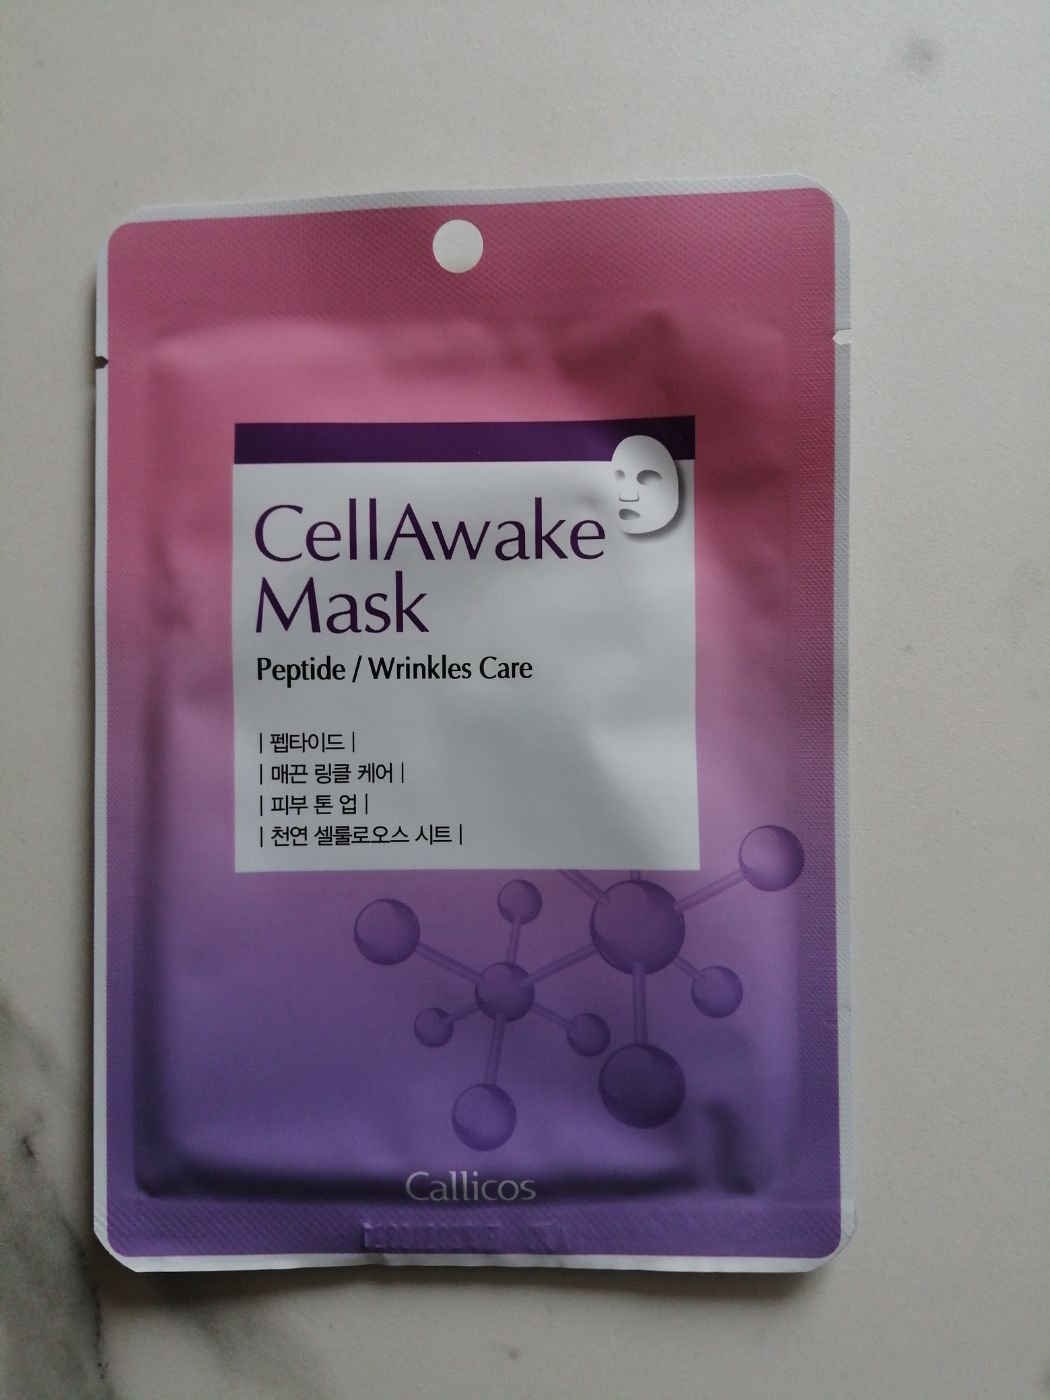 CellAwake
Mask
Peptide / Wrinkles Care
| 펩타이드 |
| 매끈 링클 케어 |
| 피부 톤 업 |
| 천연 셀룰로오스 시트 |
Callicos